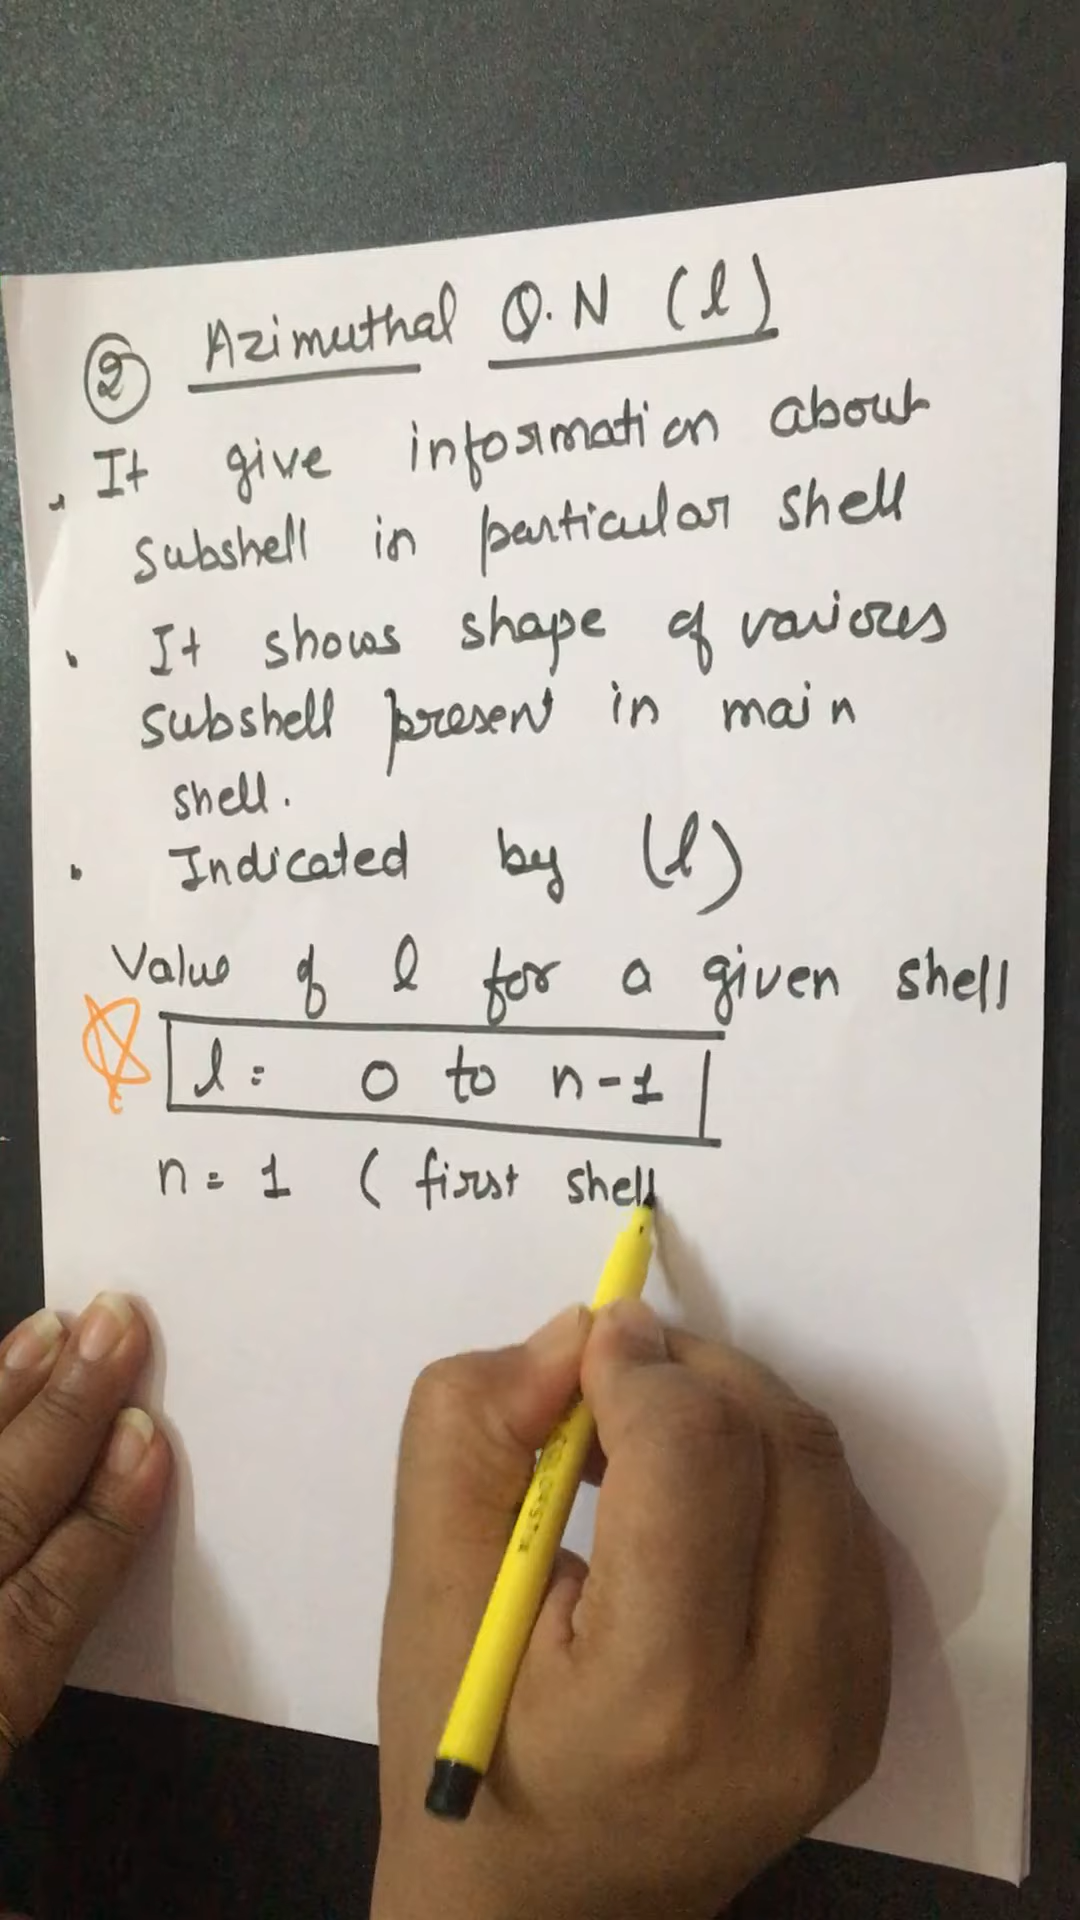 ② Azimuthal Q.N (l)
. It give information about
subshell in particular shell
. It shows shape of various
subshell present in main
shell.
. Indicated by (l)
Value of l for a given shell
l = 0 to n-1
n = 1 ( first shell